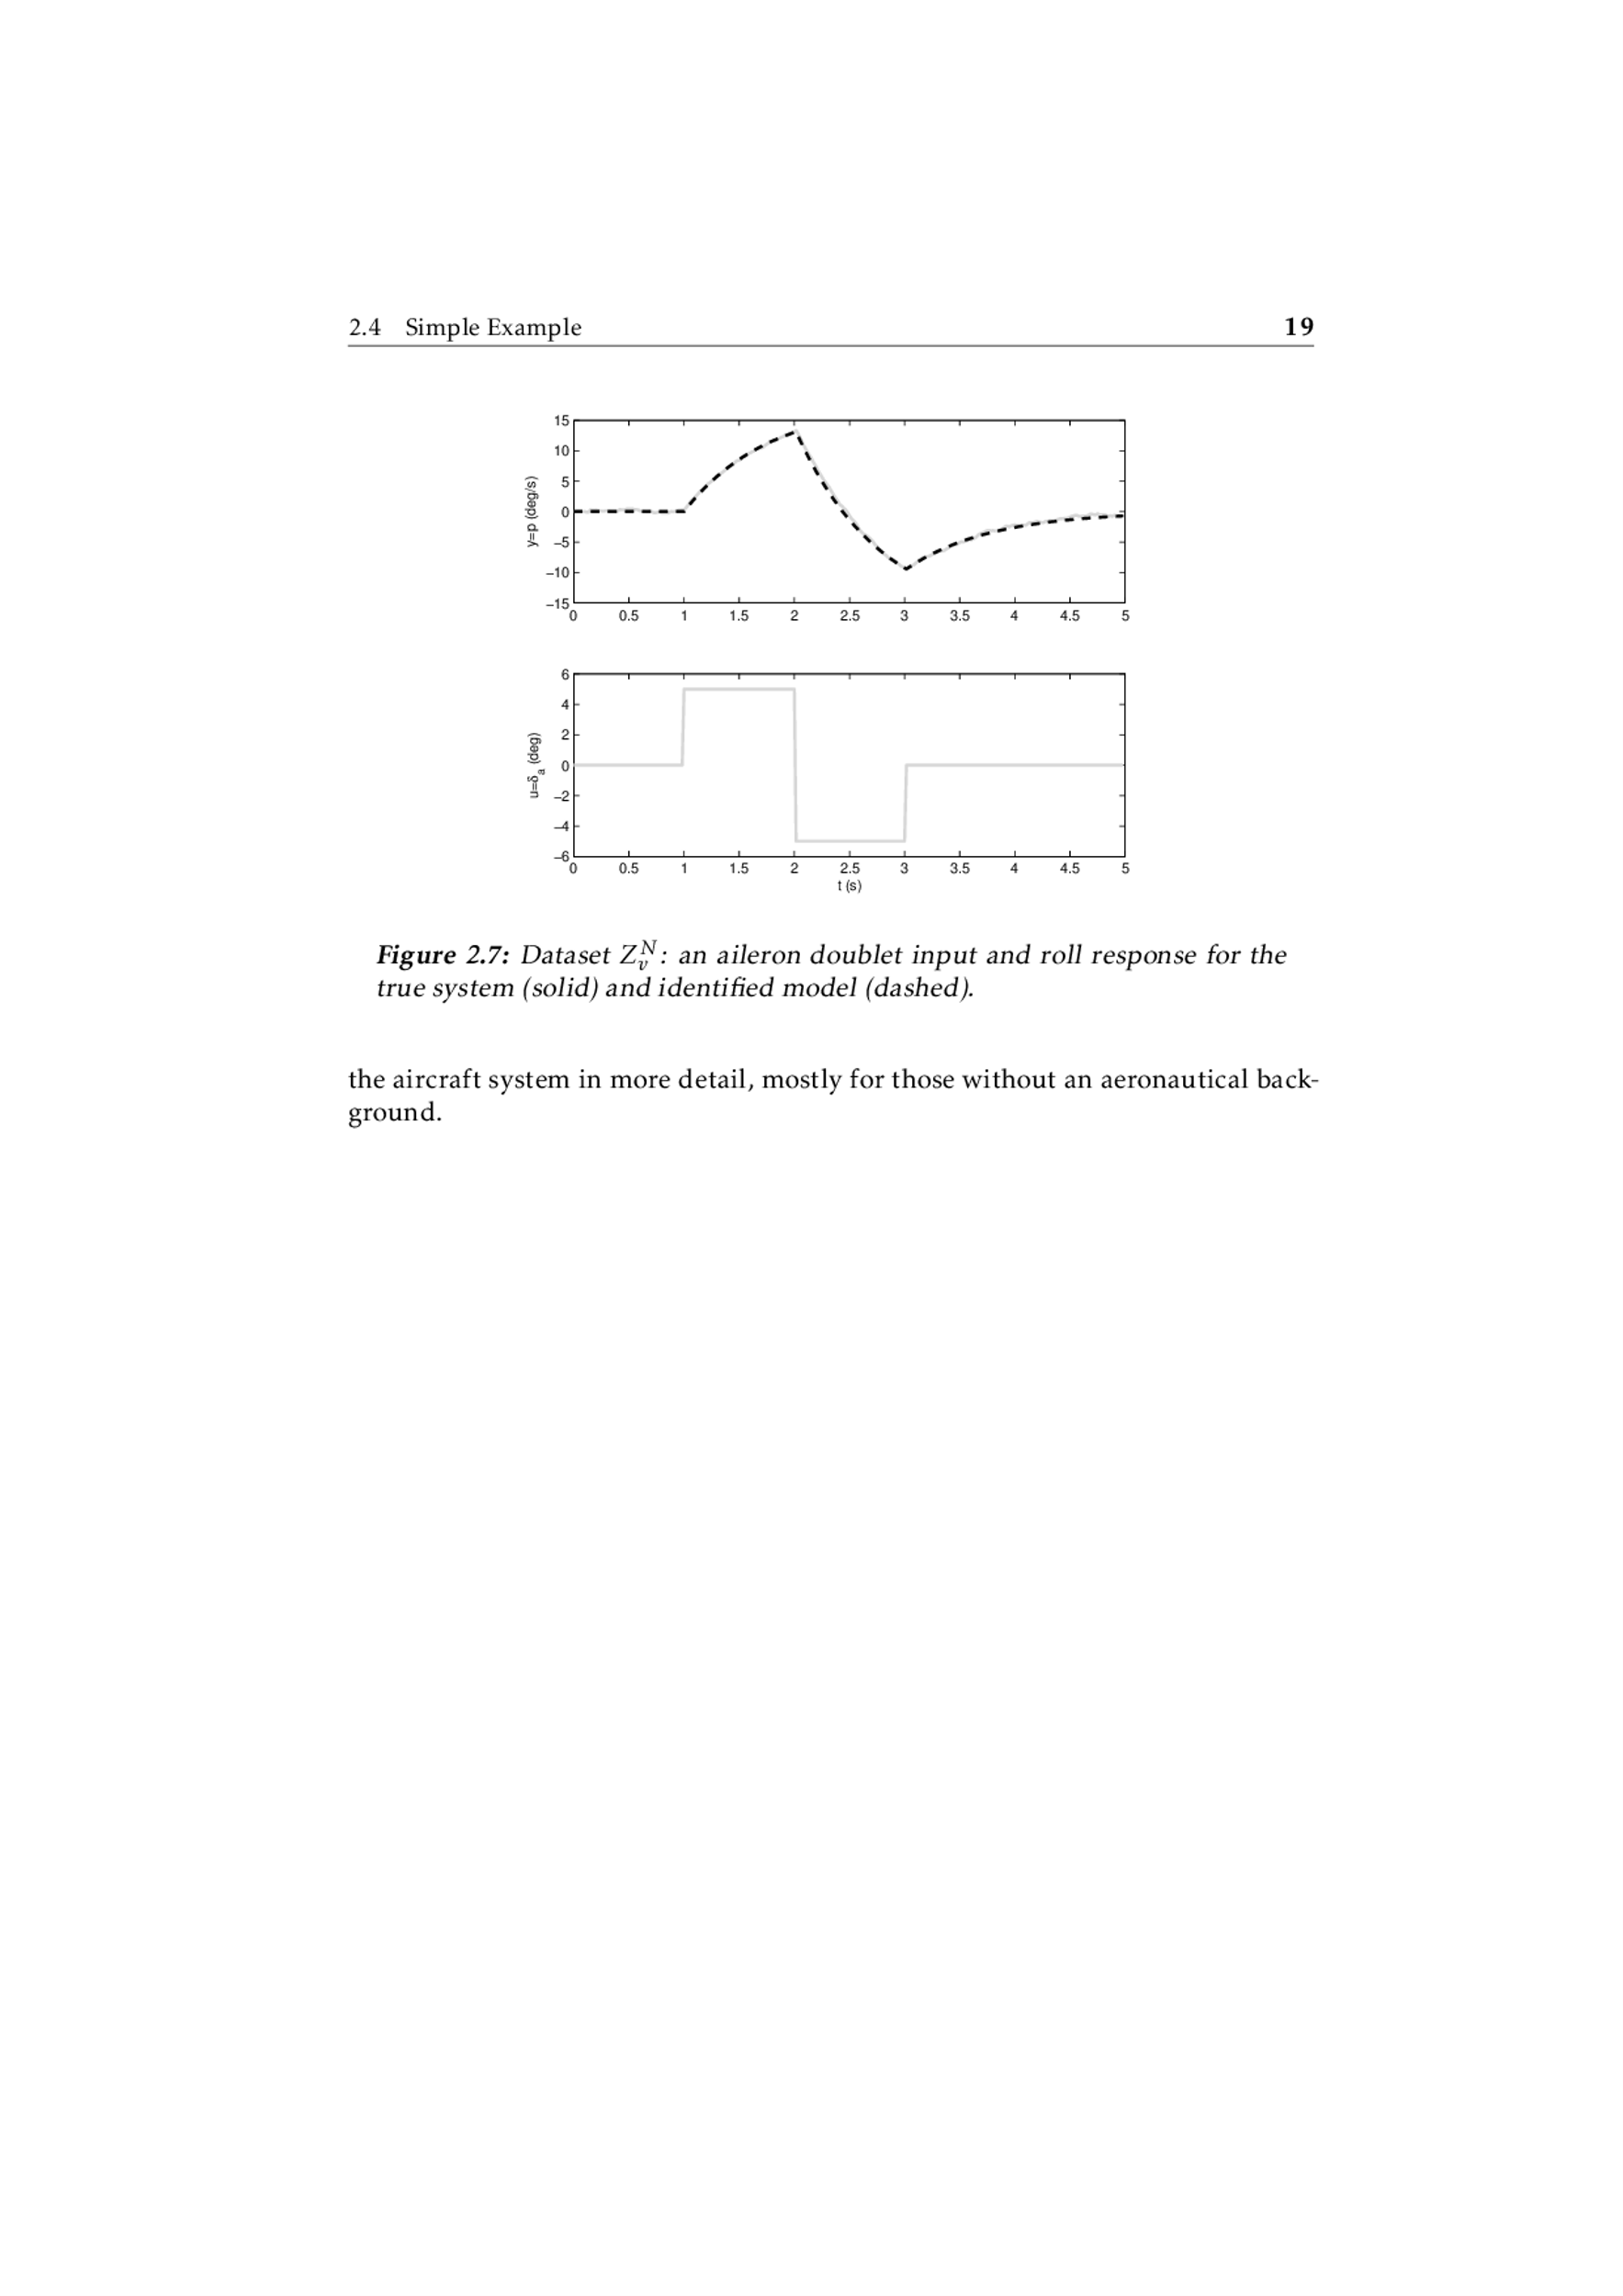 2.4 Simple Example 19
15
10
5
0
−5
−10
−15
y=p (deg/s)
0 0.5 1 1.5 2 2.5 3 3.5 4 4.5 5
6
4
2
0
−2
−4
−6
u=δa (deg)
0 0.5 1 1.5 2 2.5 3 3.5 4 4.5 5
t (s)
Figure 2.7: Dataset Z_v^N: an aileron doublet input and roll response for the
true system (solid) and identified model (dashed).
the aircraft system in more detail, mostly for those without an aeronautical back-
ground.